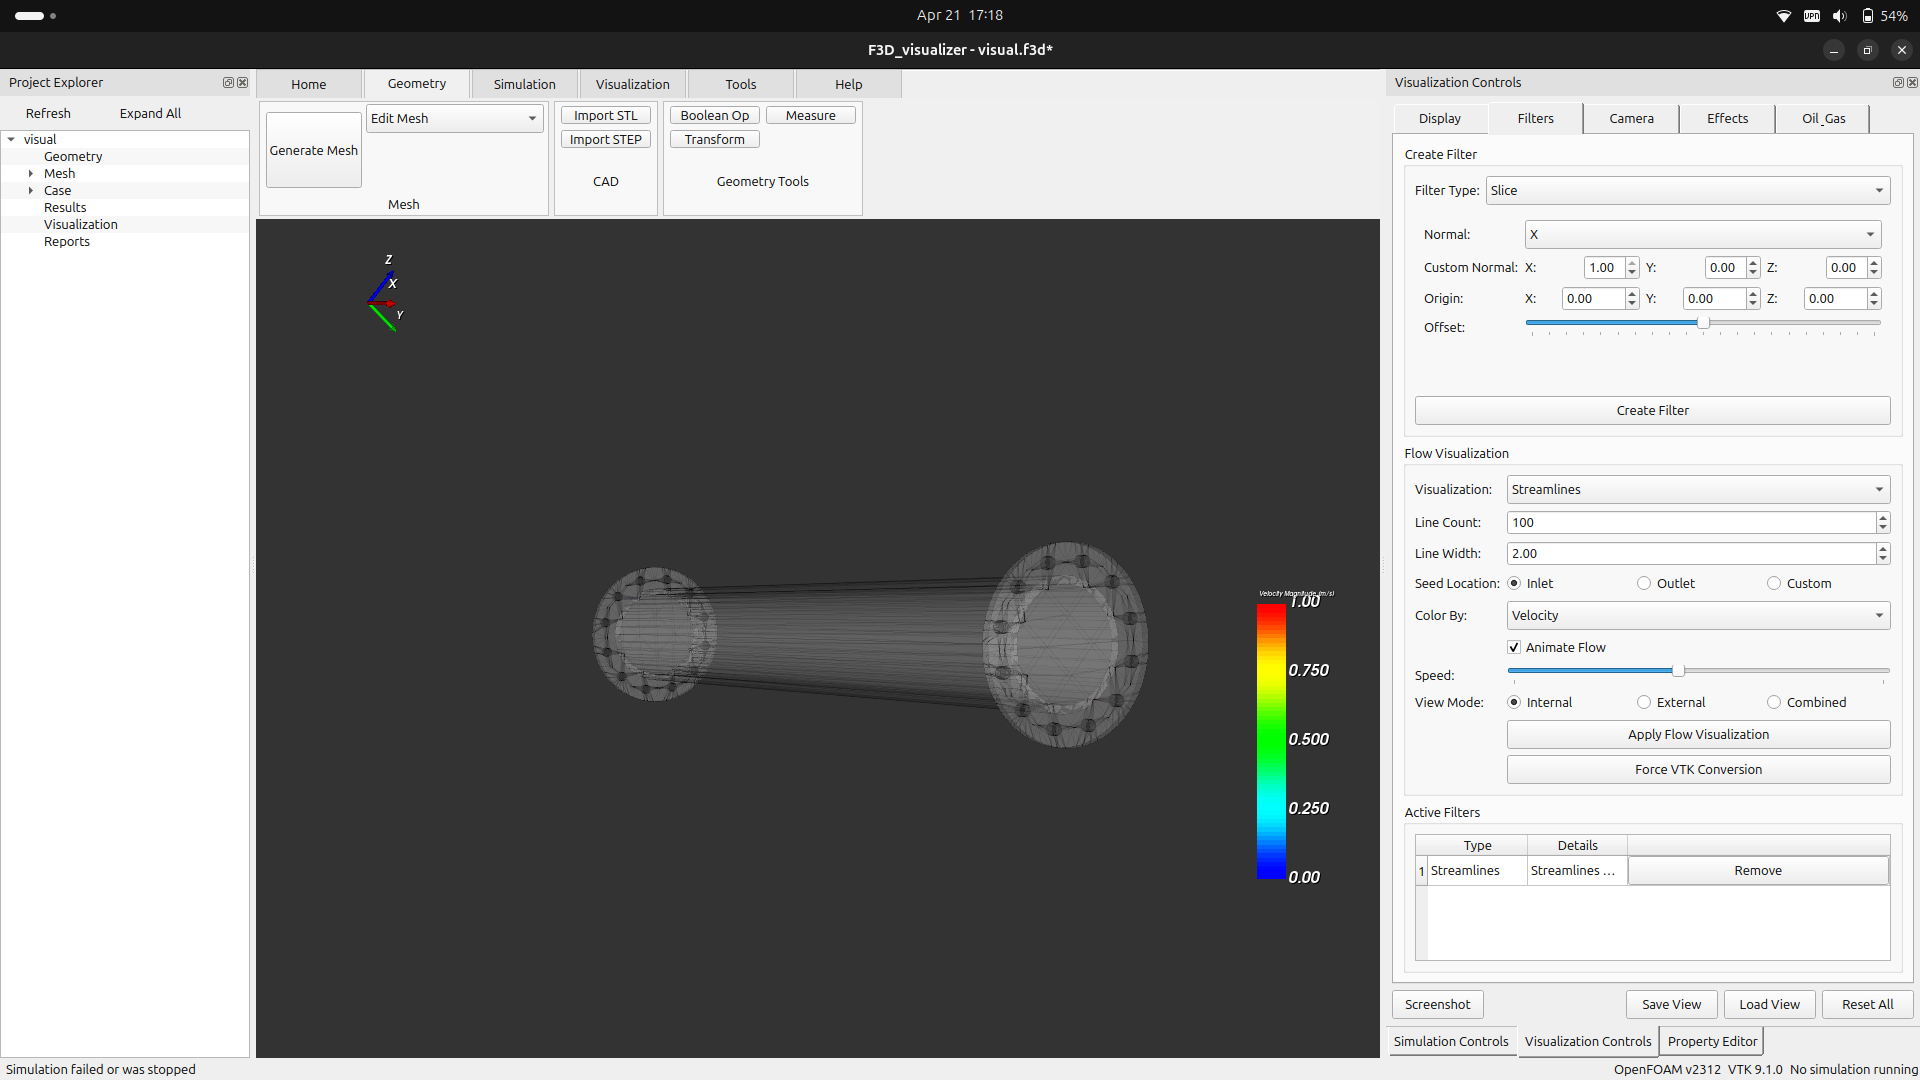 Apr 21 17:18
VPN
54%
F3D_visualizer - visual.f3d*
Project Explorer
Refresh
Expand All
visual
Geometry
Mesh
Case
Results
Visualization
Reports
Home
Geometry
Simulation
Visualization
Tools
Help
Generate Mesh
Edit Mesh
Mesh
Import STL
Import STEP
CAD
Boolean Op
Measure
Transform
Geometry Tools
Z
X
Y
Velocity Magnitude (m/s)
1.00
0.750
0.500
0.250
0.00
Visualization Controls
Display
Filters
Camera
Effects
Oil_Gas
Create Filter
Filter Type: Slice
Normal: X
Custom Normal: X: 1.00 Y: 0.00 Z: 0.00
Origin: X: 0.00 Y: 0.00 Z: 0.00
Offset:
Create Filter
Flow Visualization
Visualization: Streamlines
Line Count: 100
Line Width: 2.00
Seed Location: Inlet Outlet Custom
Color By: Velocity
Animate Flow
Speed:
View Mode: Internal External Combined
Apply Flow Visualization
Force VTK Conversion
Active Filters
Type Details
1 Streamlines Streamlines ... Remove
Screenshot
Save View
Load View
Reset All
Simulation Controls
Visualization Controls
Property Editor
Simulation failed or was stopped
OpenFOAM v2312 VTK 9.1.0 No simulation running